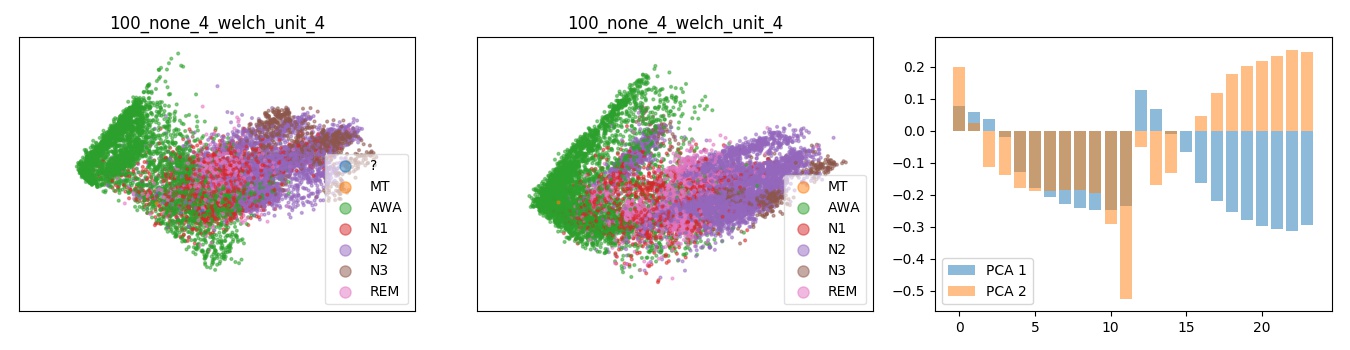 100_none_4_welch_unit_4
?
MT
AWA
N1
N2
N3
REM
100_none_4_welch_unit_4
MT
AWA
N1
N2
N3
REM
0.2
0.1
0.0
−0.1
−0.2
−0.3
−0.4
−0.5
PCA 1
PCA 2
0
5
10
15
20